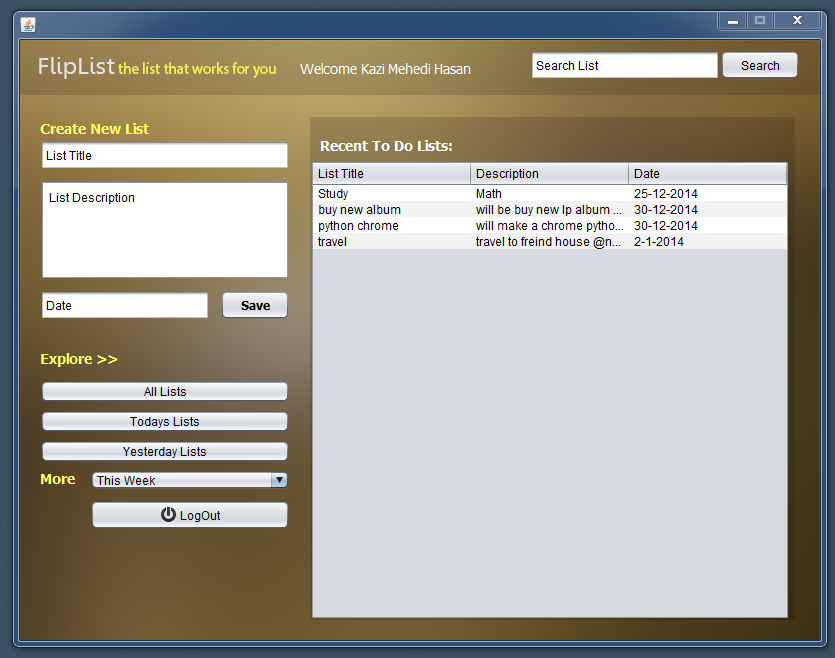 FlipList the list that works for you Welcome Kazi Mehedi Hasan Search List Search
Create New List
List Title
List Description
Date Save
Explore >>
All Lists
Todays Lists
Yesterday Lists
More This Week
LogOut
Recent To Do Lists:
List Title Description Date
Study Math 25-12-2014
buy new album will be buy new lp album ... 30-12-2014
python chrome will make a chrome pytho... 30-12-2014
travel travel to freind house @n... 2-1-2014